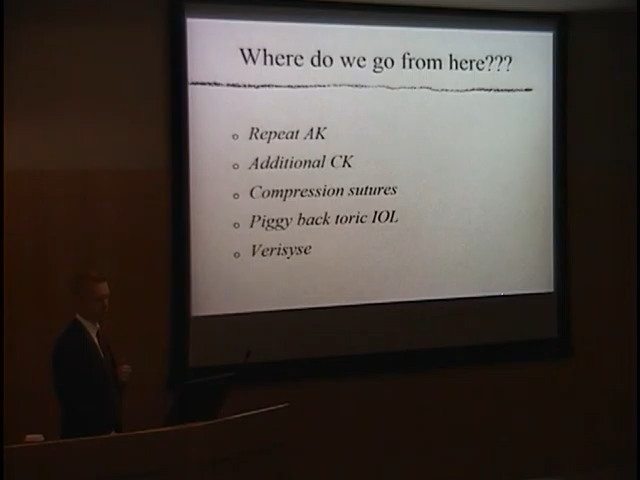 Where do we go from here???
Repeat AK
Additional CK
Compression sutures
Piggy back toric IOL
Verisyse